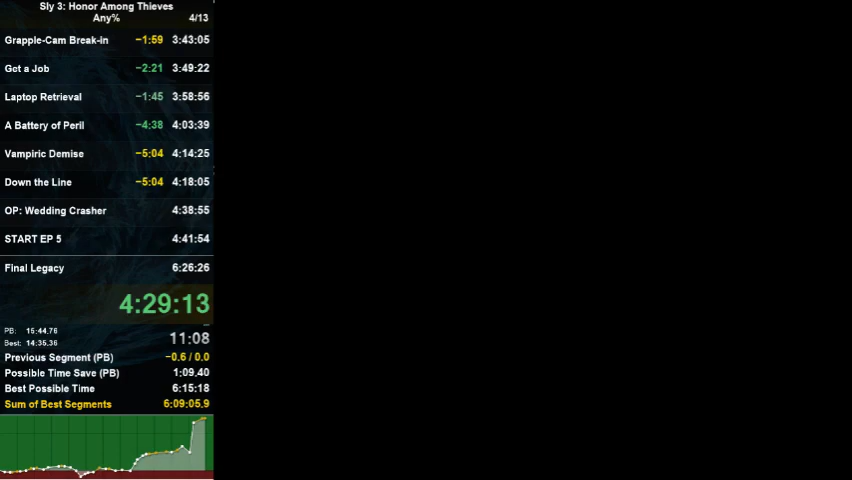 Sly 3: Honor Among Thieves
Any% 4/13
Grapple-Cam Break-in −1:59 3:43:05
Get a Job −2:21 3:49:22
Laptop Retrieval −1:45 3:58:56
A Battery of Peril −4:38 4:03:39
Vampiric Demise −5:04 4:14:25
Down the Line −5:04 4:18:05
OP: Wedding Crasher 4:38:55
START EP 5 4:41:54
Final Legacy 6:26:26
4:29:13
PB: 15:44.76
Best: 14:35.36 11:08
Previous Segment (PB) −0.6 / 0.0
Possible Time Save (PB) 1:09.40
Best Possible Time 6:15:18
Sum of Best Segments 6:09:05.9